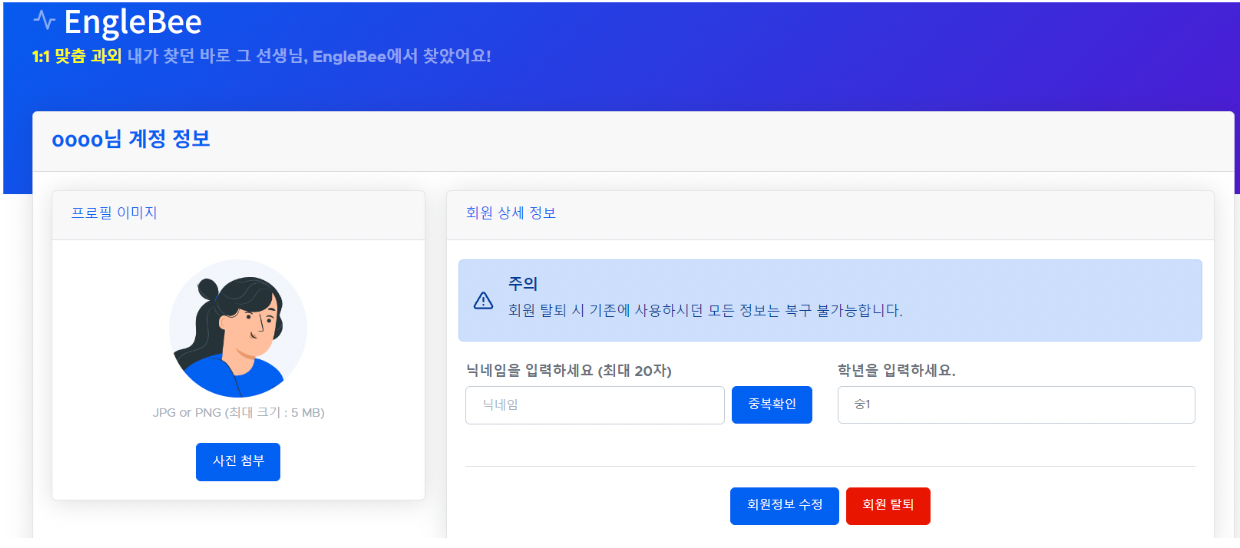 EngleBee
1:1 맞춤 과외 내가 찾던 바로 그 선생님, EngleBee에서 찾았어요!
oooo님 계정 정보
프로필 이미지
JPG or PNG (최대 크기 : 5 MB)
사진 첨부
회원 상세 정보
주의
회원 탈퇴 시 기존에 사용하시던 모든 정보는 복구 불가능합니다.
닉네임을 입력하세요 (최대 20자)
닉네임
중복확인
학년을 입력하세요.
중1
회원정보 수정
회원 탈퇴